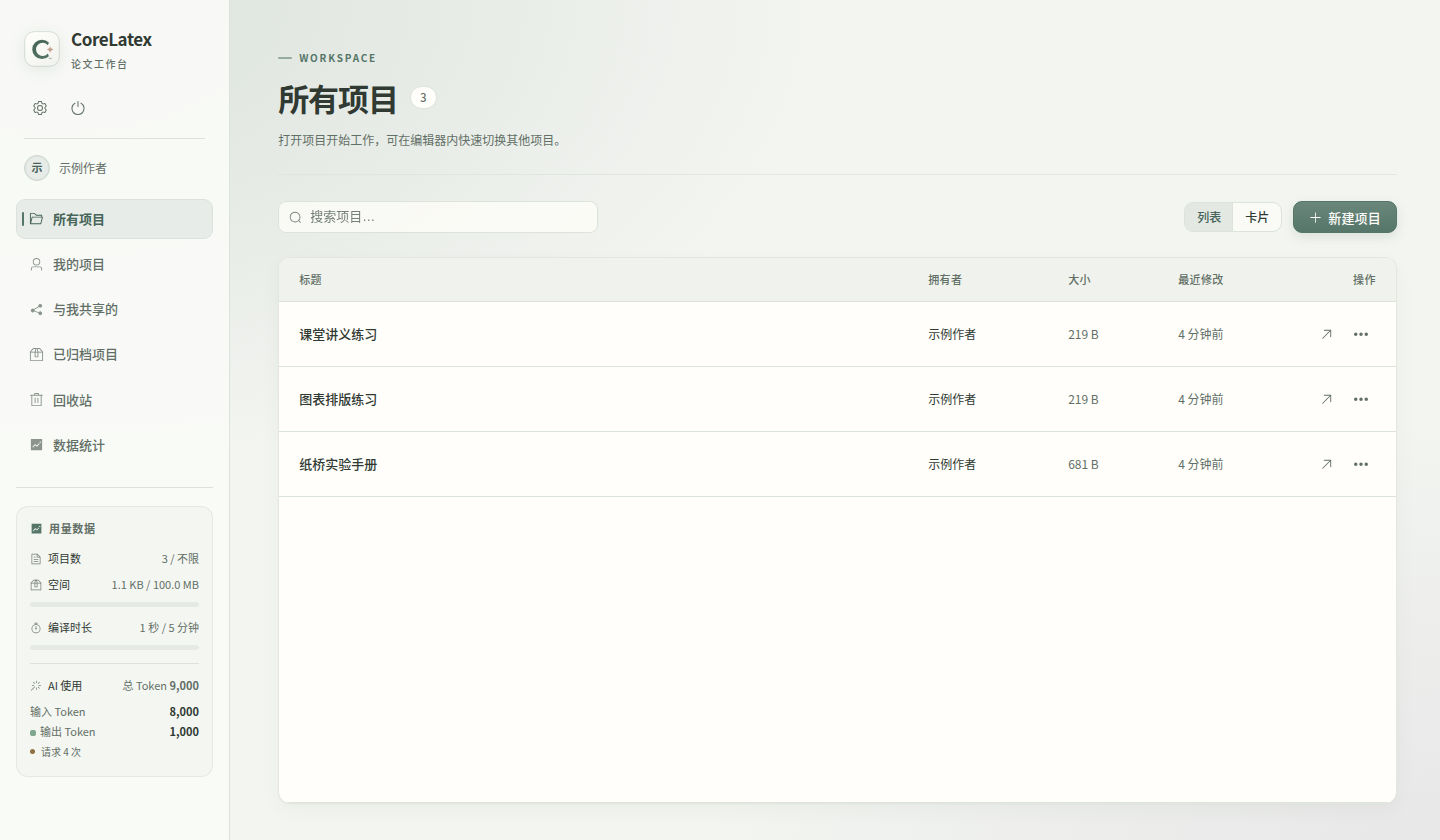 CoreLatex
论文工作台
示 示例作者
所有项目
我的项目
与我共享的
已归档项目
回收站
数据统计
用量数据
项目数 3 / 不限
空间 1.1 KB / 100.0 MB
编译时长 1 秒 / 5 分钟
AI 使用 总 Token 9,000
输入 Token 8,000
输出 Token 1,000
请求 4 次
WORKSPACE
所有项目 3
打开项目开始工作，可在编辑器内快速切换其他项目。
搜索项目… 列表 卡片 新建项目
标题 拥有者 大小 最近修改 操作
课堂讲义练习 示例作者 219 B 4 分钟前
图表排版练习 示例作者 219 B 4 分钟前
纸桥实验手册 示例作者 681 B 4 分钟前